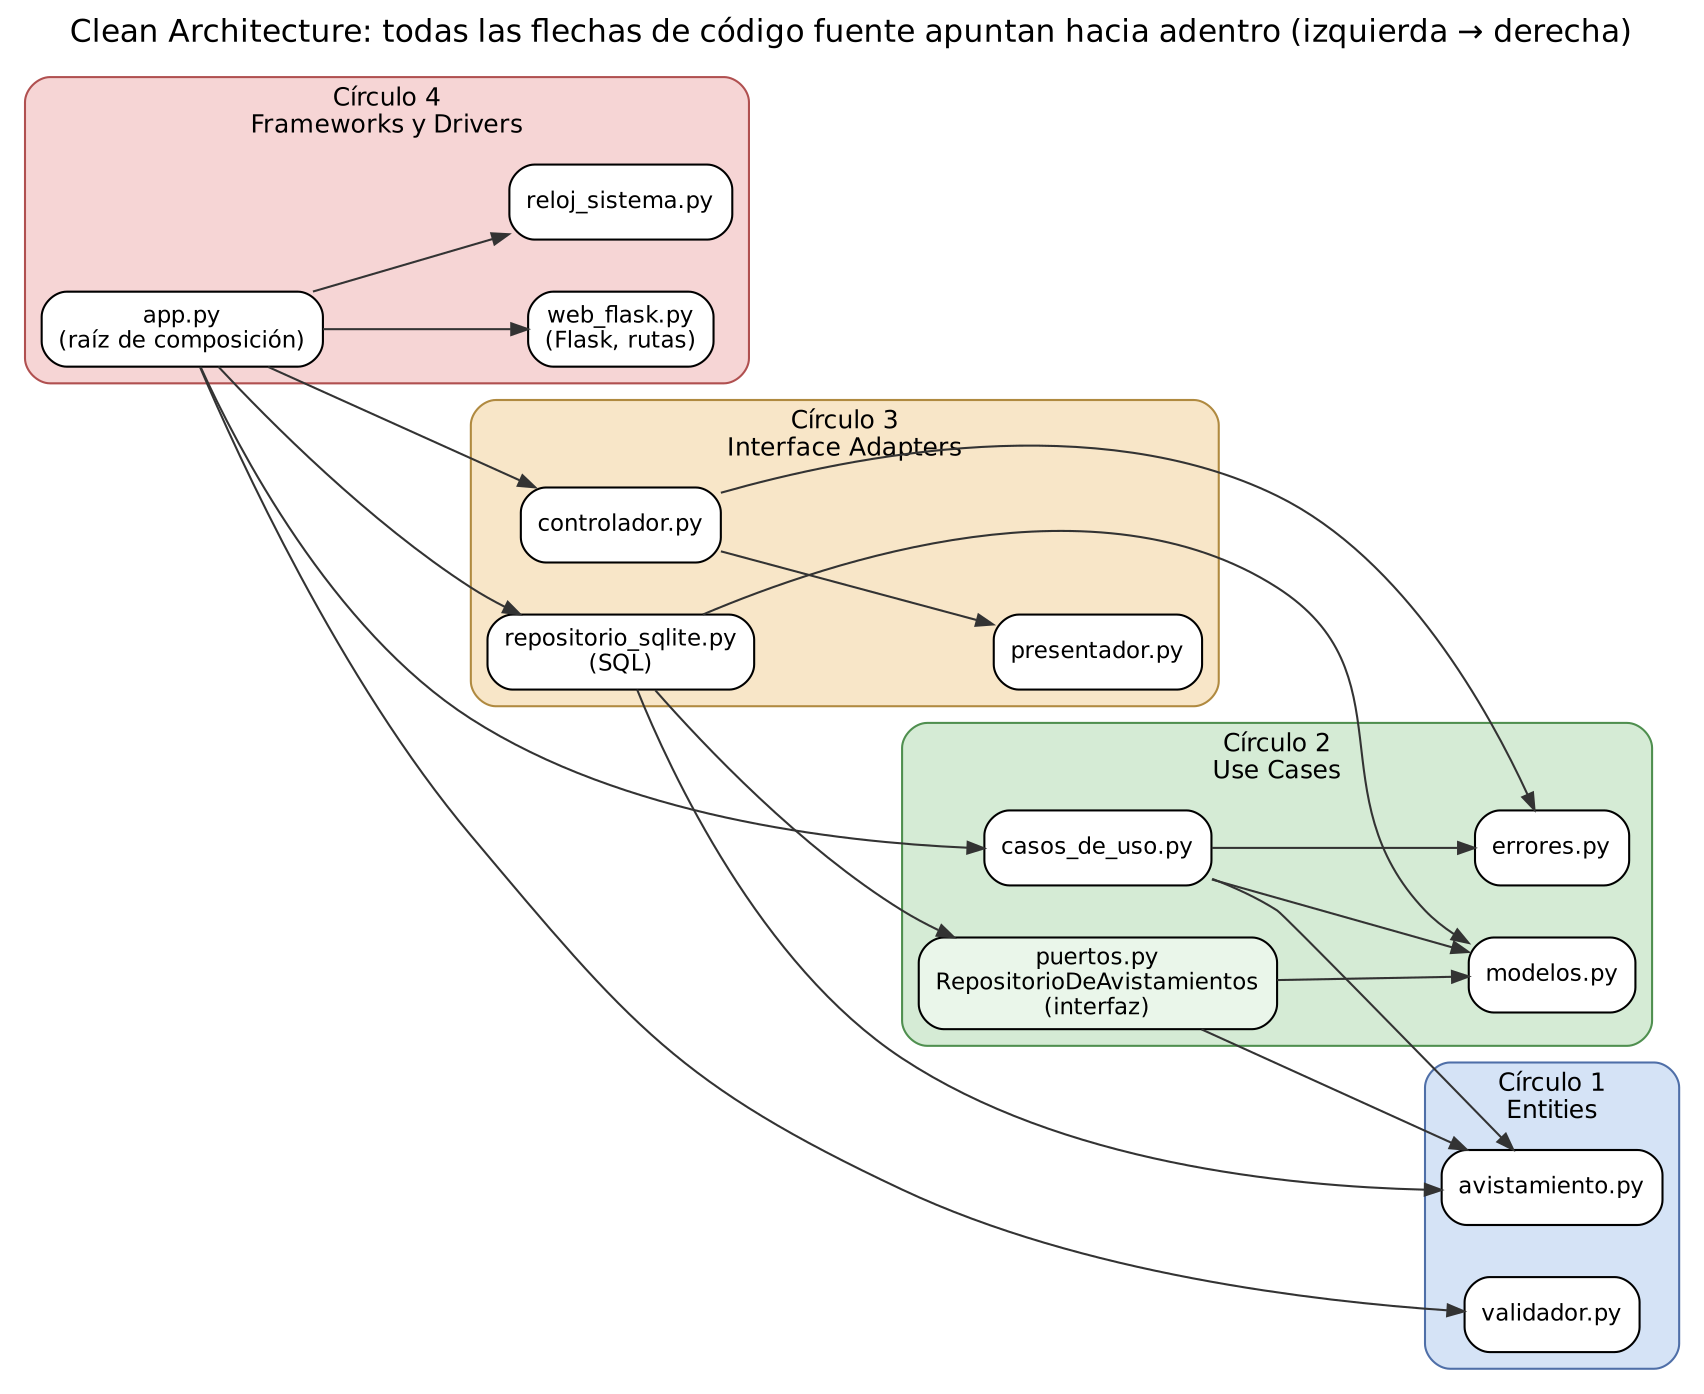 Clean Architecture: todas las flechas de código fuente apuntan hacia adentro (izquierda → derecha)
Círculo 4
Frameworks y Drivers
reloj_sistema.py
app.py
(raíz de composición)
web_flask.py
(Flask, rutas)
Círculo 3
Interface Adapters
controlador.py
repositorio_sqlite.py
(SQL)
presentador.py
Círculo 2
Use Cases
casos_de_uso.py
errores.py
puertos.py
RepositorioDeAvistamientos
(interfaz)
modelos.py
Círculo 1
Entities
avistamiento.py
validador.py